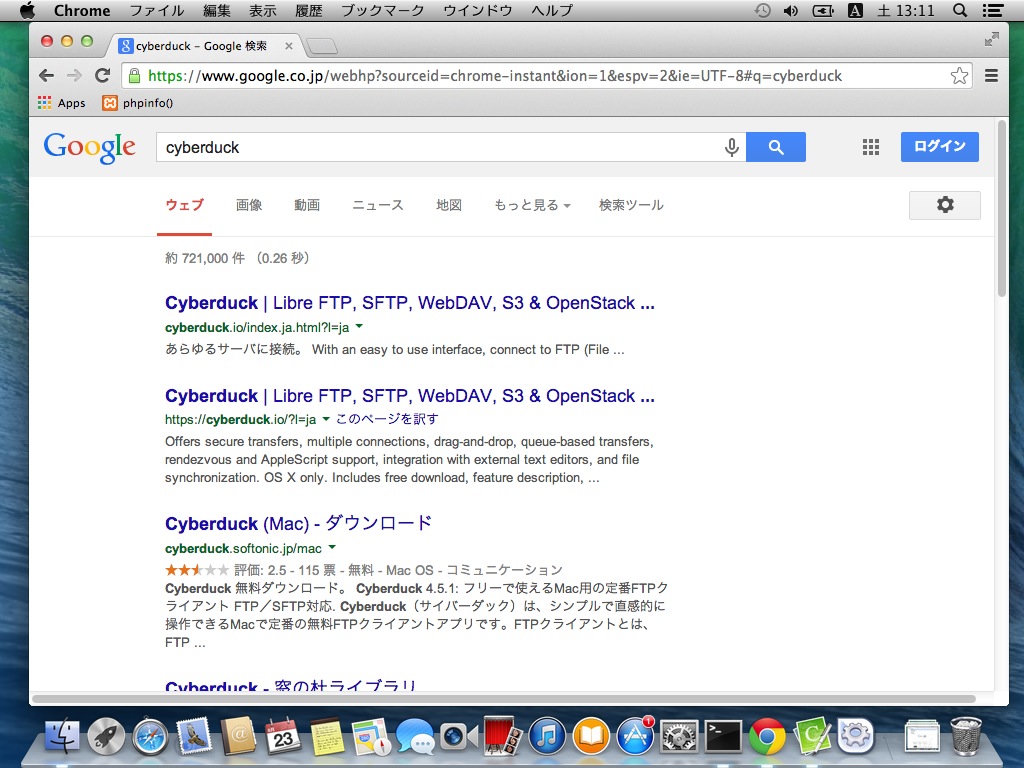 Chrome ファイル 編集 表示 履歴 ブックマーク ウインドウ ヘルプ A 土 13:11
cyberduck - Google 検索
https://www.google.co.jp/webhp?sourceid=chrome-instant&ion=1&espv=2&ie=UTF-8#q=cyberduck
Apps phpinfo()
Google cyberduck ログイン
ウェブ 画像 動画 ニュース 地図 もっと見る 検索ツール
約 721,000 件 (0.26 秒)
Cyberduck | Libre FTP, SFTP, WebDAV, S3 & OpenStack ...
cyberduck.io/index.ja.html?l=ja
あらゆるサーバに接続。 With an easy to use interface, connect to FTP (File ...
Cyberduck | Libre FTP, SFTP, WebDAV, S3 & OpenStack ...
https://cyberduck.io/?l=ja このページを訳す
Offers secure transfers, multiple connections, drag-and-drop, queue-based transfers,
rendezvous and AppleScript support, integration with external text editors, and file
synchronization. OS X only. Includes free download, feature description, ...
Cyberduck (Mac) - ダウンロード
cyberduck.softonic.jp/mac
評価: 2.5 - 115 票 - 無料 - Mac OS - コミュニケーション
Cyberduck 無料ダウンロード。 Cyberduck 4.5.1: フリーで使えるMac用の定番FTPク
ライアント FTP／SFTP対応. Cyberduck（サイバーダック）は、シンプルで直感的に
操作できるMacで定番の無料FTPクライアントアプリです。FTPクライアントとは、
FTP ...
Cyberduck - 窓の杜ライブラリ
23
1